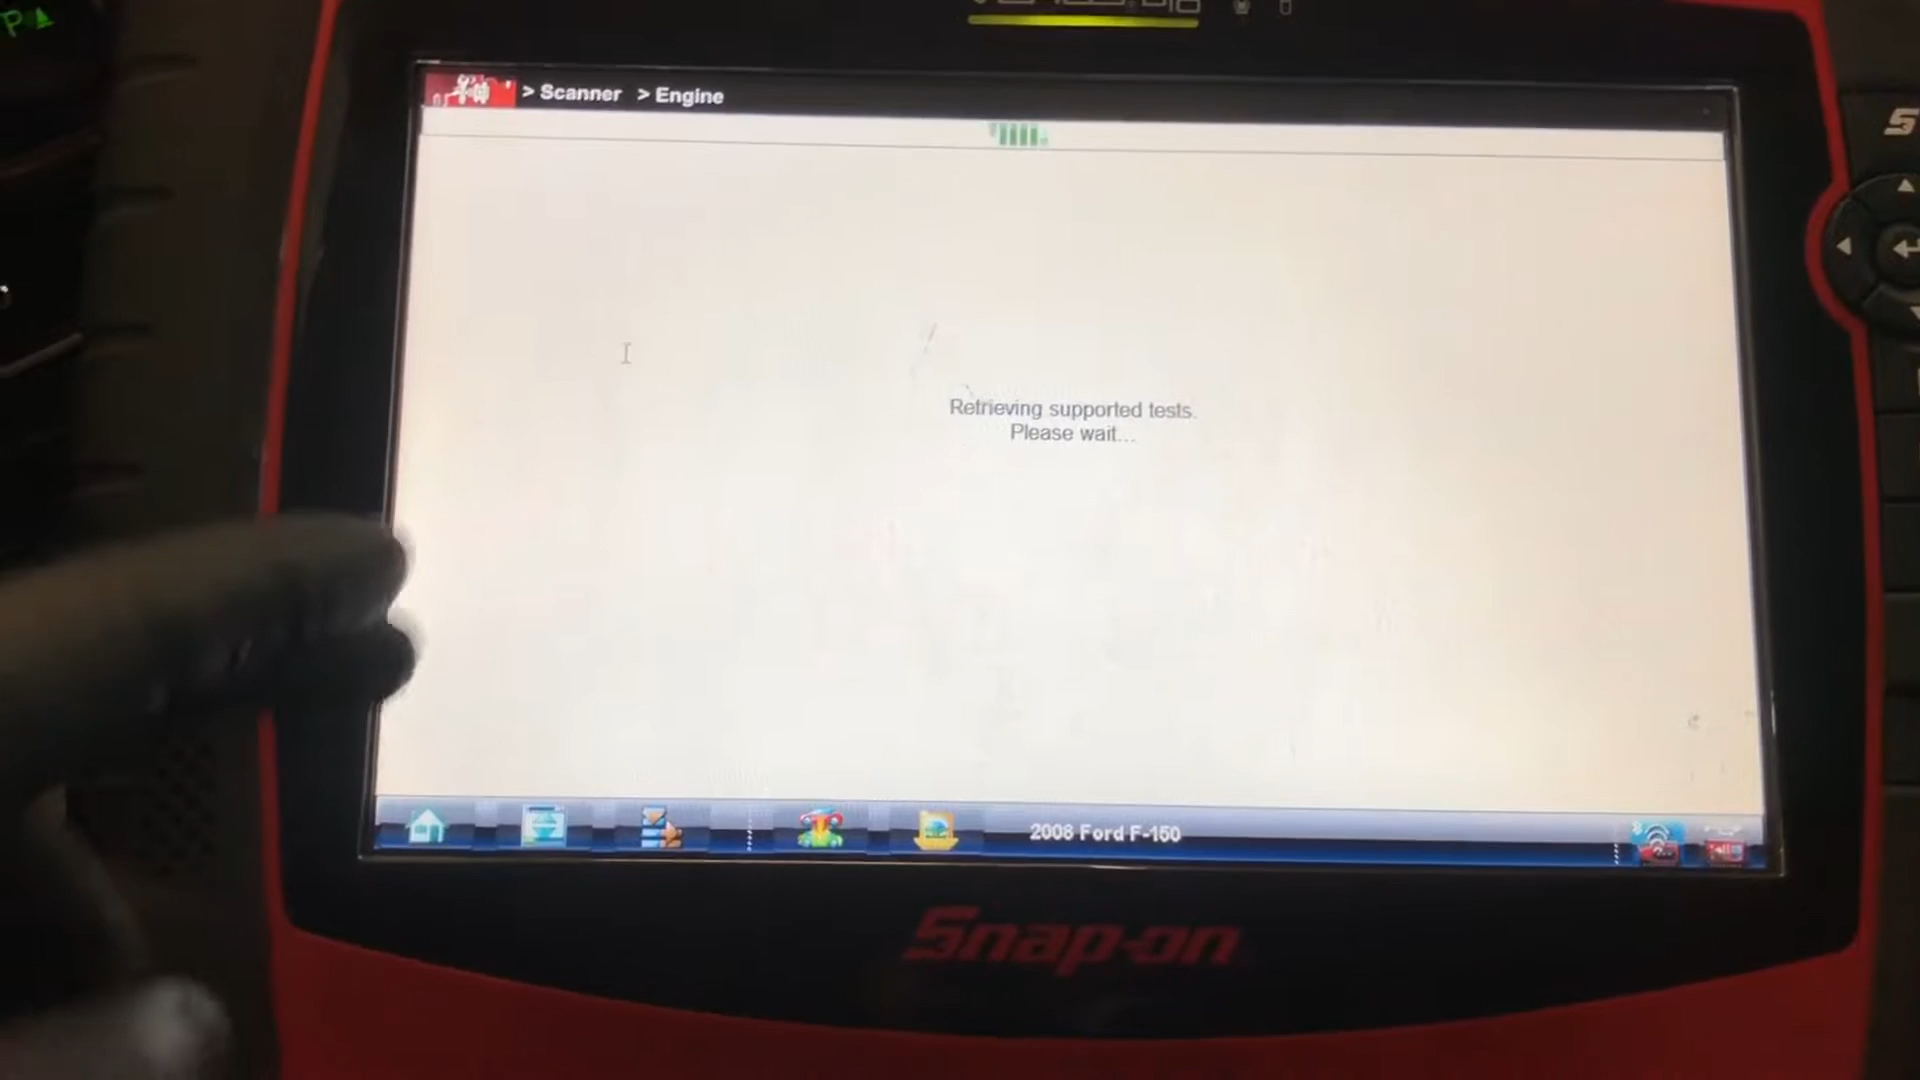 P
> Scanner > Engine
Retrieving supported tests.
Please wait...
2008 Ford F-150
Snap-on
S